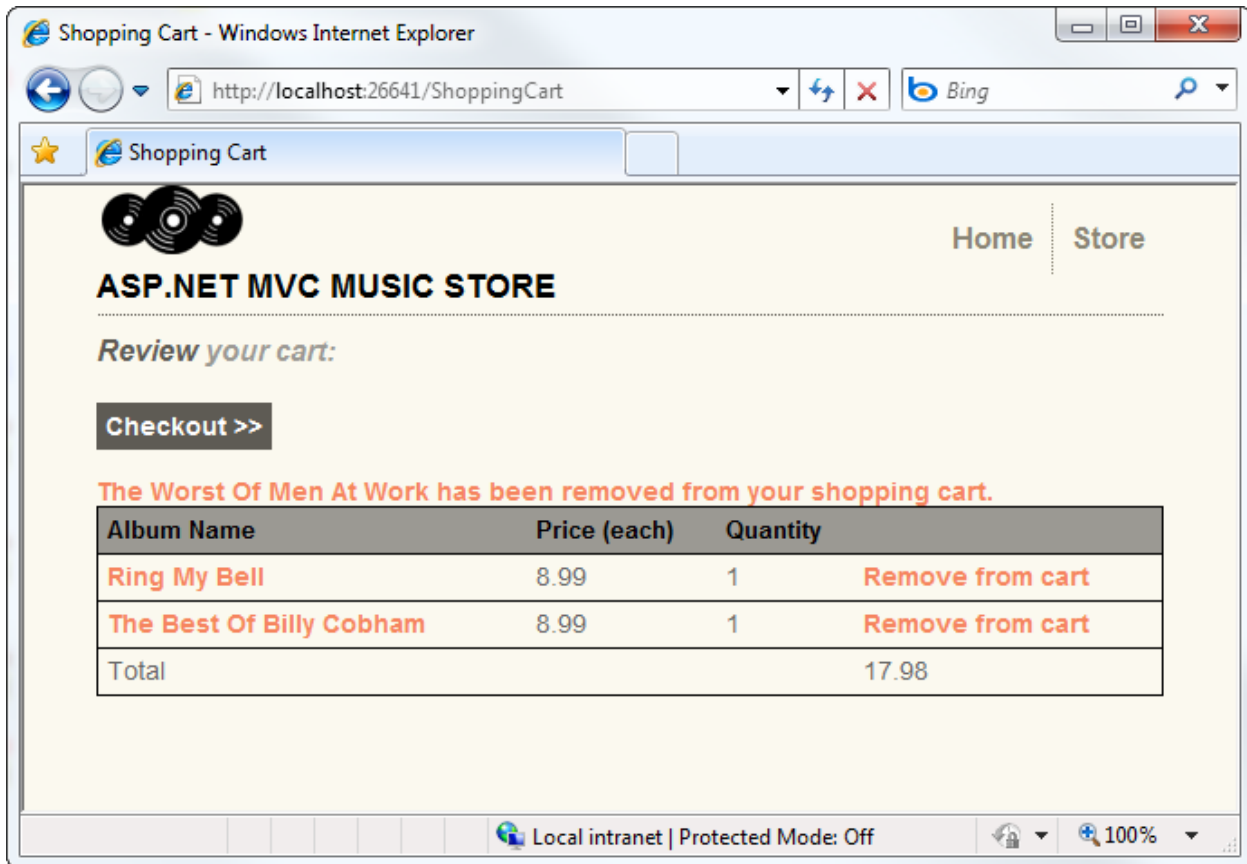 Shopping Cart - Windows Internet Explorer
http://localhost:26641/ShoppingCart
Bing
Shopping Cart
Home
Store
ASP.NET MVC MUSIC STORE
Review your cart:
Checkout >>
The Worst Of Men At Work has been removed from your shopping cart.
Album Name Price (each) Quantity
Ring My Bell 8.99 1 Remove from cart
The Best Of Billy Cobham 8.99 1 Remove from cart
Total 17.98
Local intranet | Protected Mode: Off 100%